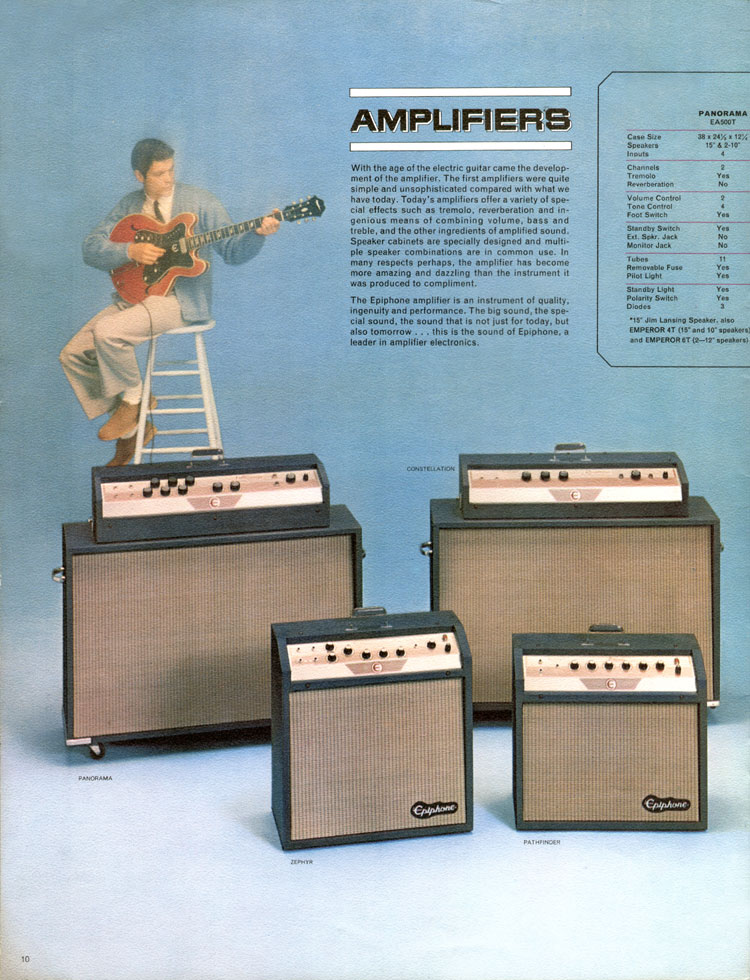 AMPLIFIERS
With the age of the electric guitar came the develop-
ment of the amplifier. The first amplifiers were quite
simple and unsophisticated compared with what we
have today. Today's amplifiers offer a variety of spe-
cial effects such as tremolo, reverberation and in-
genious means of combining volume, bass and
treble, and the other ingredients of amplified sound.
Speaker cabinets are specially designed and multi-
ple speaker combinations are in common use. In
many respects perhaps, the amplifier has become
more amazing and dazzling than the instrument it
was produced to compliment.
The Epiphone amplifier is an instrument of quality,
ingenuity and performance. The big sound, the spe-
cial sound, the sound that is not just for today, but
also tomorrow . . . this is the sound of Epiphone, a
leader in amplifier electronics.
PANORAMA
EA500T
Case Size 38 x 24½ x 12½
Speakers 15" & 2-10"
Inputs 4
Channels 2
Tremolo Yes
Reverberation No
Volume Control 2
Tone Control 4
Foot Switch Yes
Standby Switch Yes
Ext. Spkr. Jack No
Monitor Jack No
Tubes 11
Removable Fuse Yes
Pilot Light Yes
Standby Light Yes
Polarity Switch Yes
Diodes 3
*15" Jim Lansing Speaker, also
EMPEROR 4T (15" and 10" speakers)
and EMPEROR 6T (2—12" speakers)
CONSTELLATION
Epiphone
Epiphone
PANORAMA
PATHFINDER
ZEPHYR
10